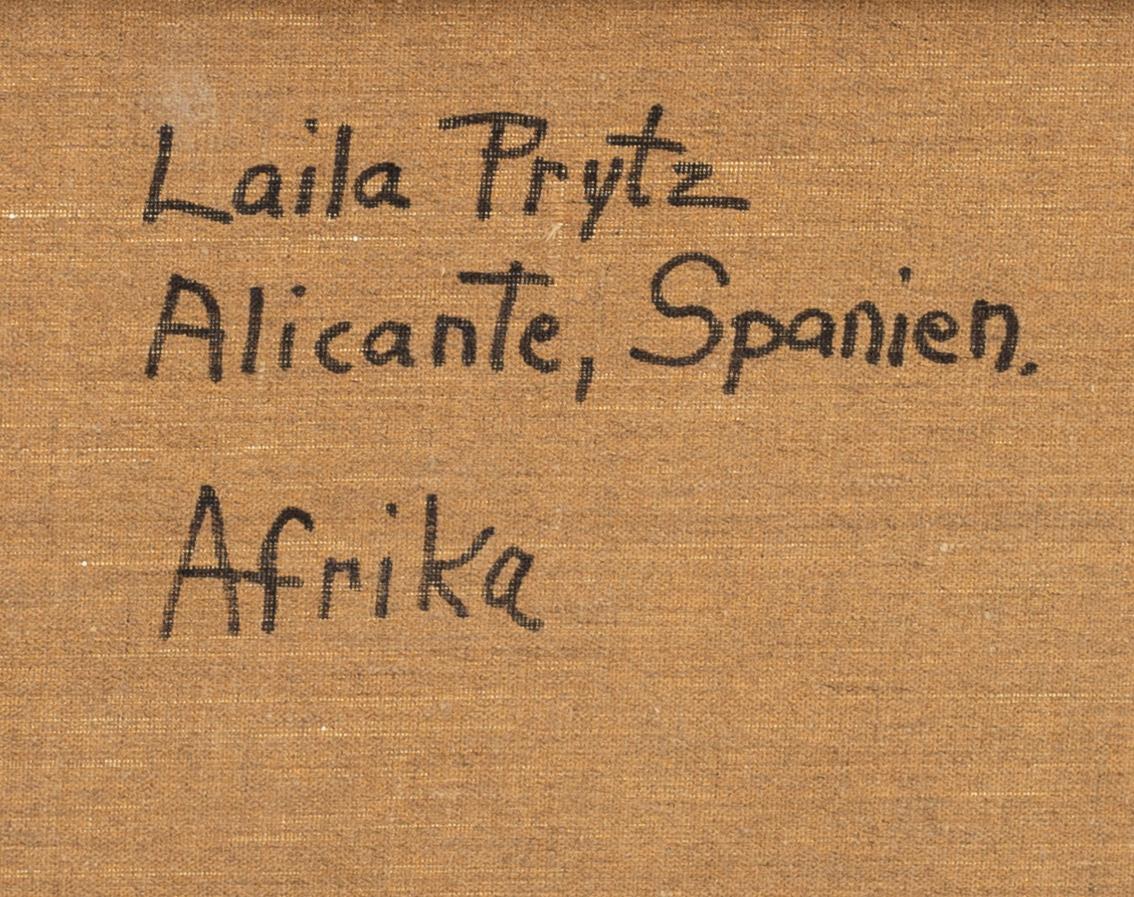 Laila Prytz
Alicante, Spanien.
Afrika